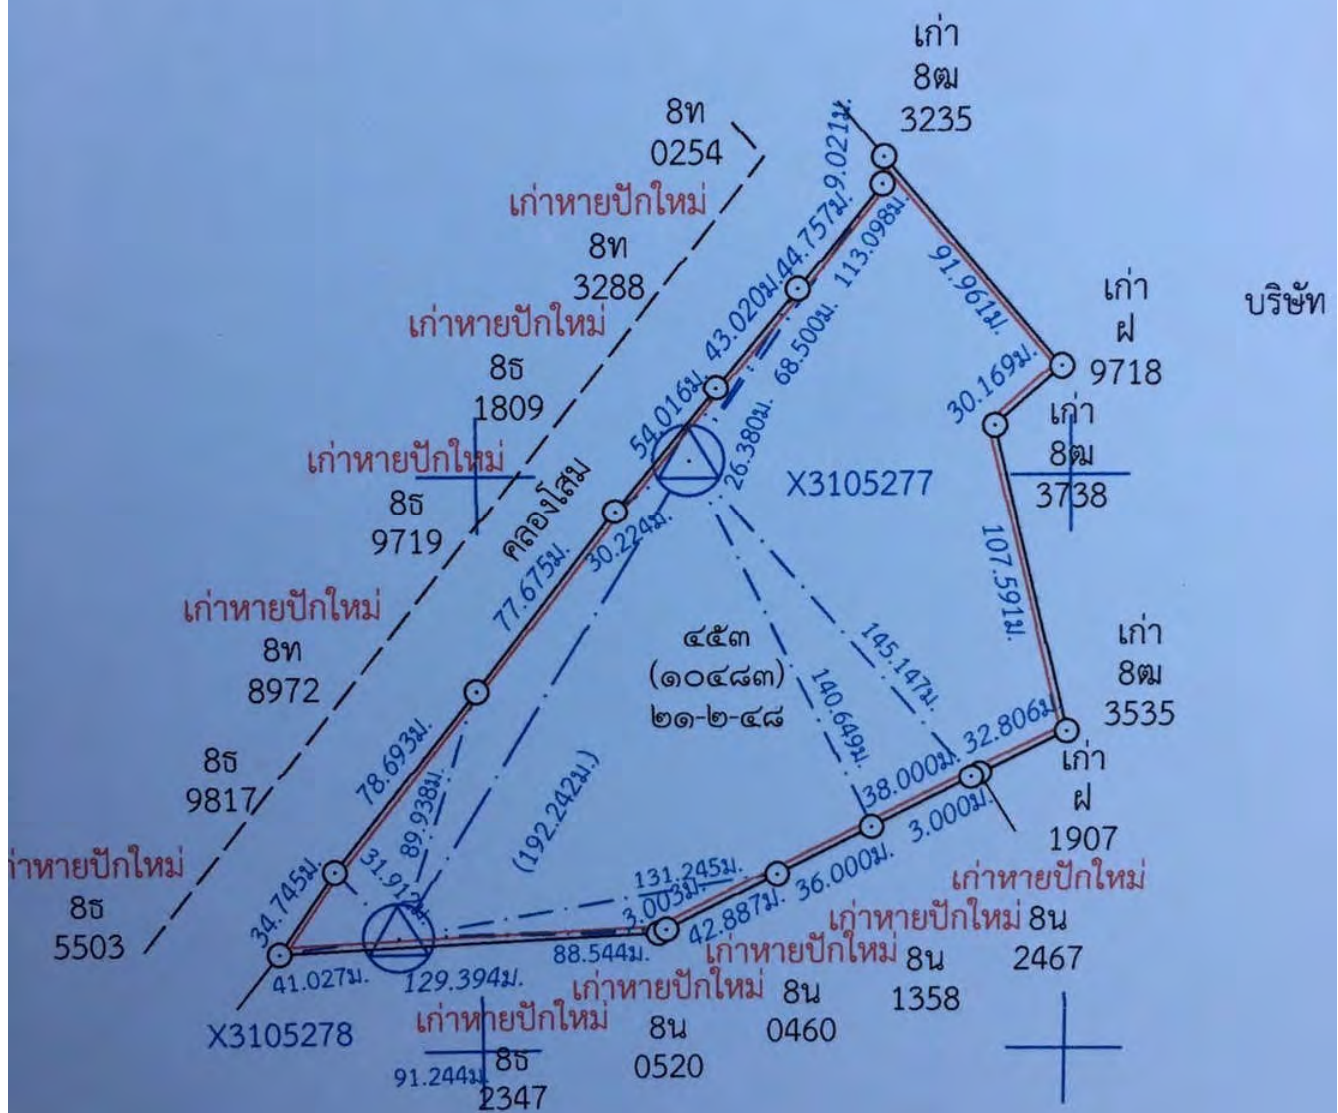 เก่า
8ฒ
3235
8ท
0254
เก่าหายปักใหม่
8ท
3288
เก่าหายปักใหม่
8ธ
1809
เก่าหายปักใหม่
8ธ
9719
เก่าหายปักใหม่
8ท
8972
8ธ
9817
เก่าหายปักใหม่
8ธ
5503
คลองโสม
9.021ม.
44.757ม.
43.020ม.
54.016ม.
77.675ม.
78.693ม.
34.745ม.
113.098ม.
68.500ม.
26.380ม.
30.224ม.
91.961ม.
เก่า
ฝ
9718
บริษัท
30.169ม.
เก่า
8ฒ
3738
X3105277
107.591ม.
๔๕๓
(๑๐๔๘๓)
๒๑-๒-๔๘
145.147ม.
140.649ม.
(192.242ม.)
89.938ม.
31.912ม.
เก่า
8ฒ
3535
32.806ม.
38.000ม.
3.000ม.
36.000ม.
42.887ม.
131.245ม.
3.003ม.
88.544ม.
129.394ม.
41.027ม.
91.244ม.
X3105278
เก่า
ฝ
1907
เก่าหายปักใหม่
8น
2467
เก่าหายปักใหม่
8น
1358
เก่าหายปักใหม่
8น
0460
เก่าหายปักใหม่
8น
0520
เก่าหายปักใหม่
8ธ
2347